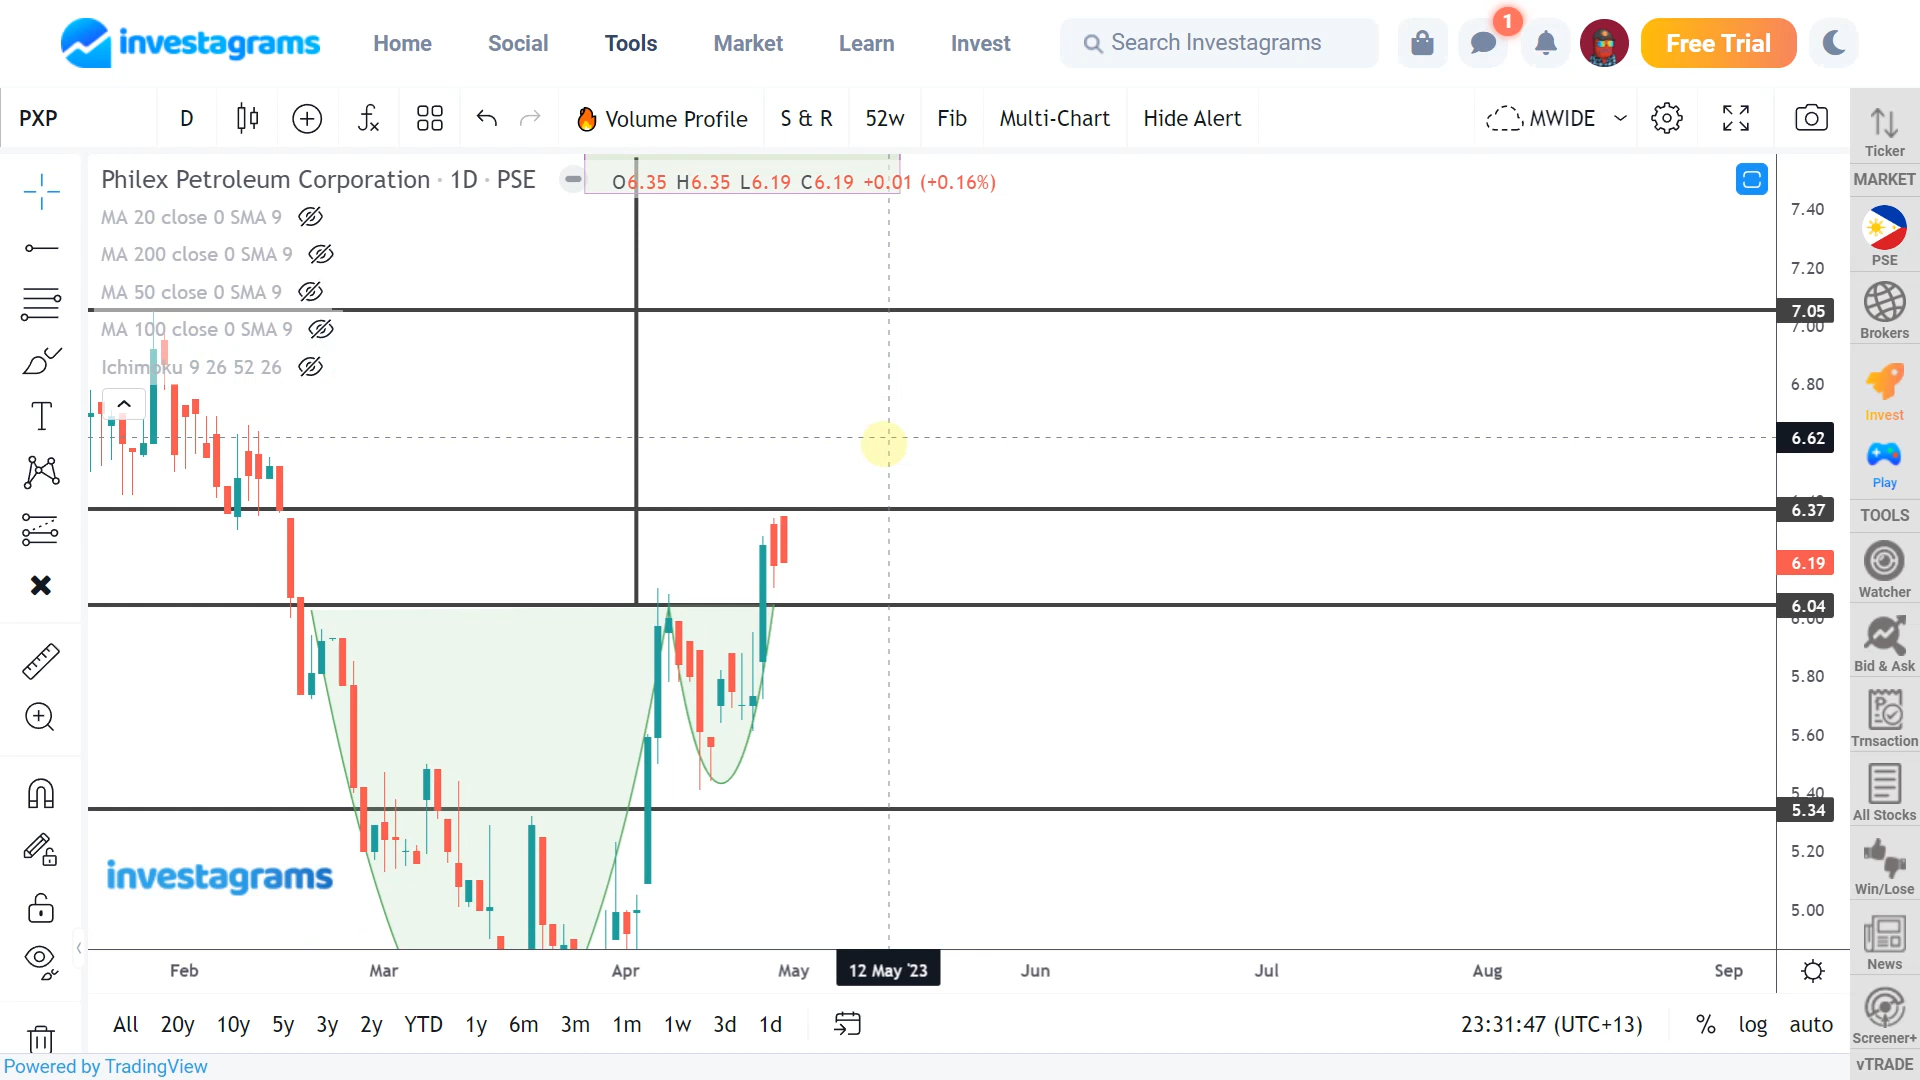 investagrams Home Social Tools Market Learn Invest Search Investagrams 1 Free Trial
PXP D Volume Profile S & R 52w Fib Multi-Chart Hide Alert MWIDE
Philex Petroleum Corporation · 1D · PSE O6.35 H6.35 L6.19 C6.19 +0.01 (+0.16%)
MA 20 close 0 SMA 9
MA 200 close 0 SMA 9
MA 50 close 0 SMA 9
MA 100 close 0 SMA 9
Ichimoku 9 26 52 26
7.40
7.20
7.05
7.00
6.80
6.62
6.37
6.19
6.04
6.00
5.80
5.60
5.40
5.34
5.20
5.00
investagrams
Feb Mar Apr May 12 May '23 Jun Jul Aug Sep
All 20y 10y 5y 3y 2y YTD 1y 6m 3m 1m 1w 3d 1d 23:31:47 (UTC+13) % log auto
Powered by TradingView
Ticker
MARKET
PSE
Brokers
Invest
Play
TOOLS
Watcher
Bid & Ask
Trnsaction
All Stocks
Win/Lose
News
Screener+
vTRADE